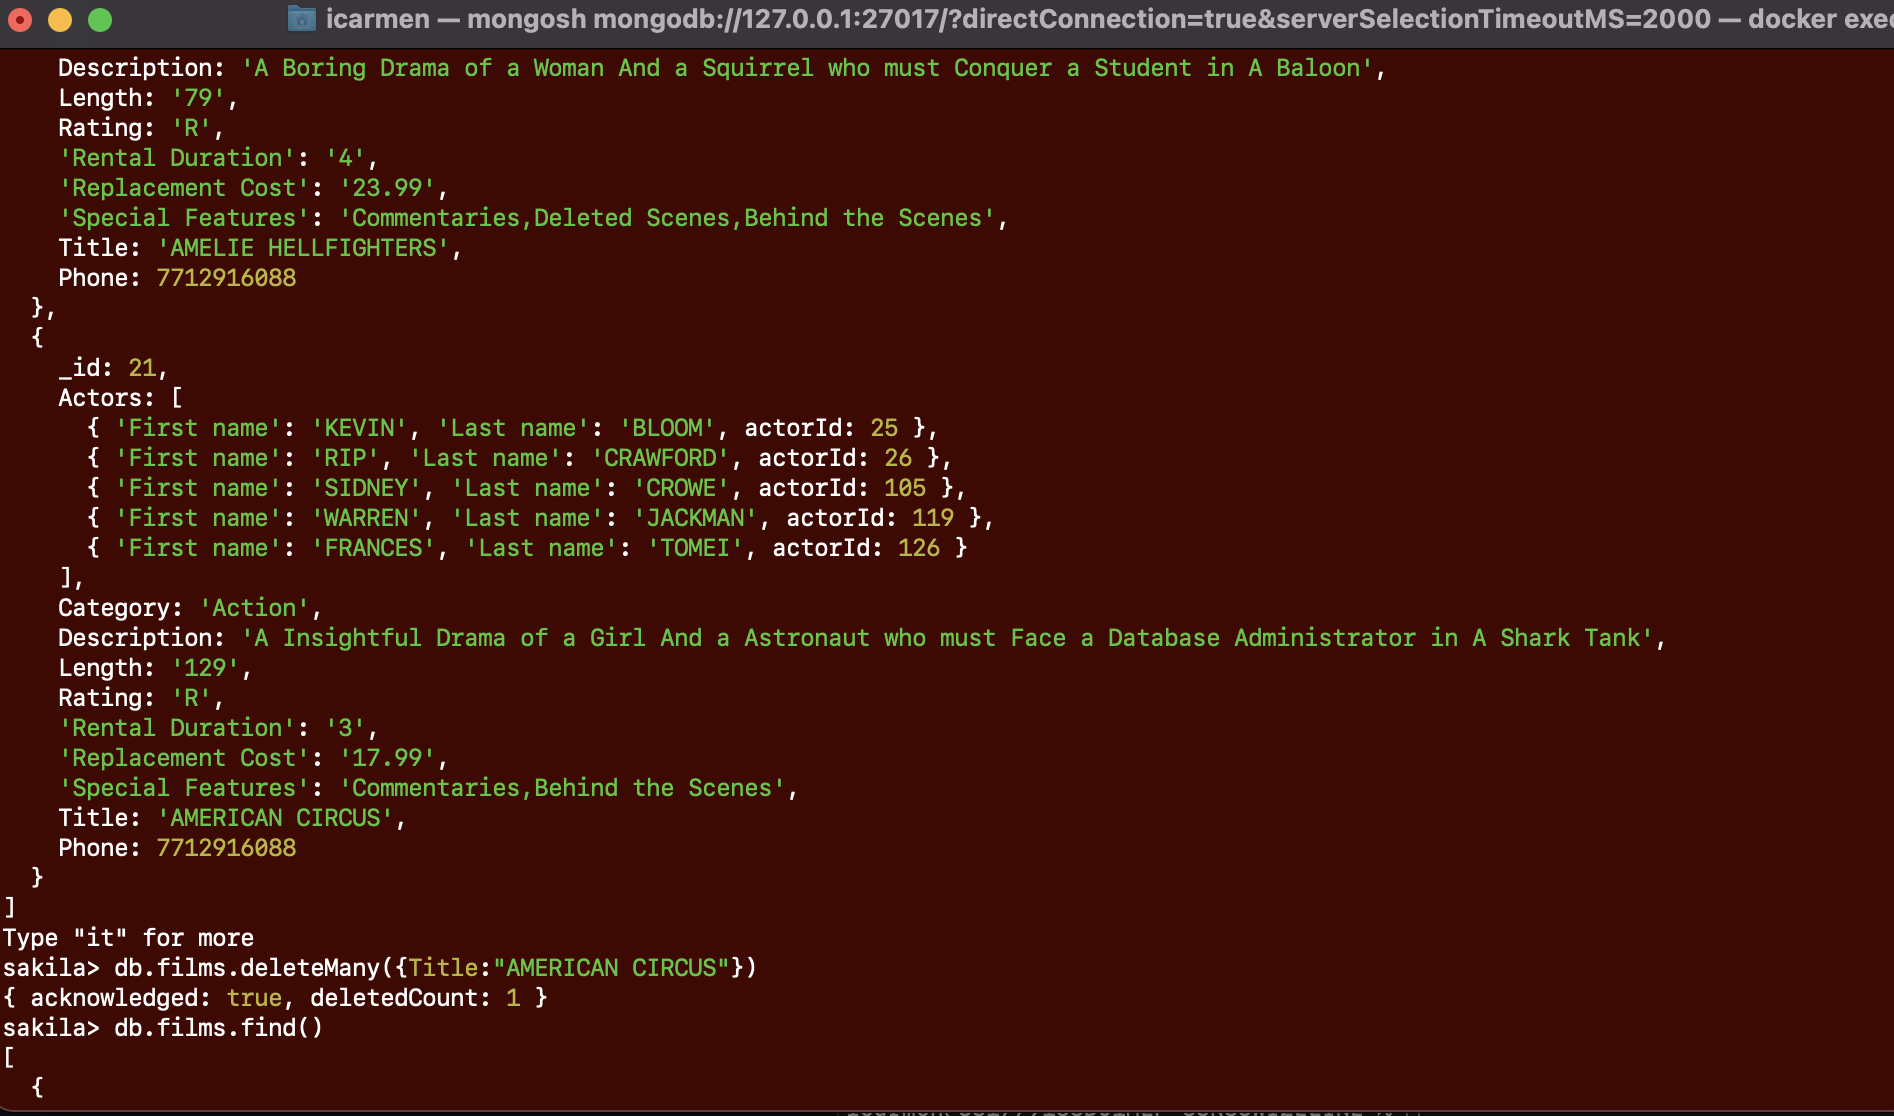 icarmen — mongosh mongodb://127.0.0.1:27017/?directConnection=true&serverSelectionTimeoutMS=2000 — docker exec
Description: 'A Boring Drama of a Woman And a Squirrel who must Conquer a Student in A Baloon',
Length: '79',
Rating: 'R',
'Rental Duration': '4',
'Replacement Cost': '23.99',
'Special Features': 'Commentaries,Deleted Scenes,Behind the Scenes',
Title: 'AMELIE HELLFIGHTERS',
Phone: 7712916088
},
{
_id: 21,
Actors: [
{ 'First name': 'KEVIN', 'Last name': 'BLOOM', actorId: 25 },
{ 'First name': 'RIP', 'Last name': 'CRAWFORD', actorId: 26 },
{ 'First name': 'SIDNEY', 'Last name': 'CROWE', actorId: 105 },
{ 'First name': 'WARREN', 'Last name': 'JACKMAN', actorId: 119 },
{ 'First name': 'FRANCES', 'Last name': 'TOMEI', actorId: 126 }
],
Category: 'Action',
Description: 'A Insightful Drama of a Girl And a Astronaut who must Face a Database Administrator in A Shark Tank',
Length: '129',
Rating: 'R',
'Rental Duration': '3',
'Replacement Cost': '17.99',
'Special Features': 'Commentaries,Behind the Scenes',
Title: 'AMERICAN CIRCUS',
Phone: 7712916088
}
]
Type "it" for more
sakila> db.films.deleteMany({Title:"AMERICAN CIRCUS"})
{ acknowledged: true, deletedCount: 1 }
sakila> db.films.find()
[
{